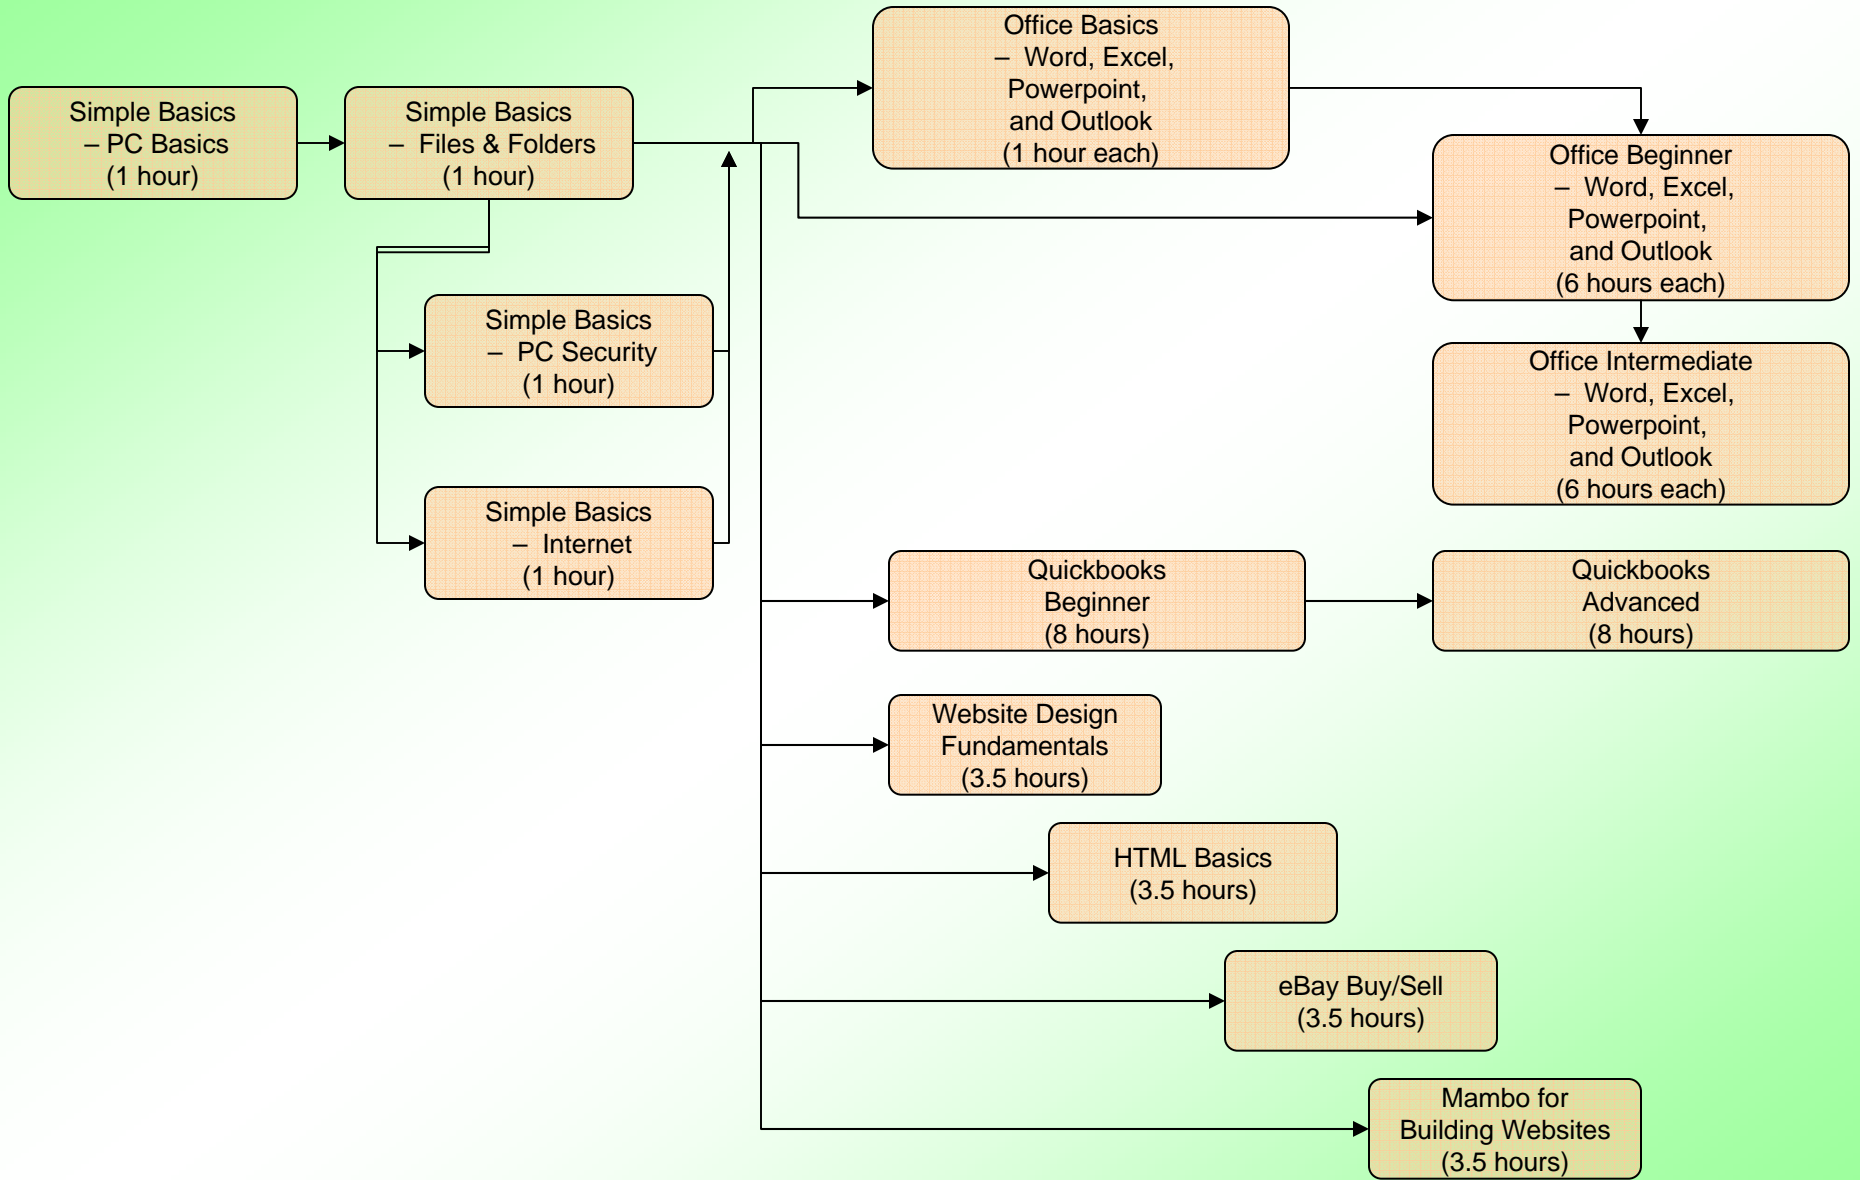 Simple Basics
– PC Basics
(1 hour)
Simple Basics
– Files & Folders
(1 hour)
Simple Basics
– PC Security
(1 hour)
Simple Basics
– Internet
(1 hour)
Office Basics
– Word, Excel,
Powerpoint,
and Outlook
(1 hour each)
Office Beginner
– Word, Excel,
Powerpoint,
and Outlook
(6 hours each)
Office Intermediate
– Word, Excel,
Powerpoint,
and Outlook
(6 hours each)
Quickbooks
Beginner
(8 hours)
Quickbooks
Advanced
(8 hours)
Website Design
Fundamentals
(3.5 hours)
HTML Basics
(3.5 hours)
eBay Buy/Sell
(3.5 hours)
Mambo for
Building Websites
(3.5 hours)